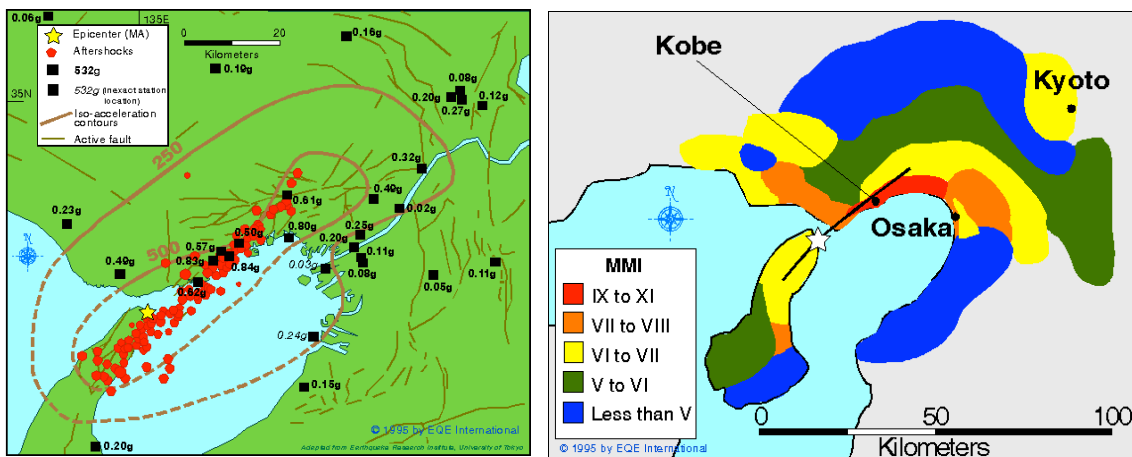 0.06g
135E
Epicenter (MA)
Aftershocks
532g
532g (inexact station
location)
Iso-acceleration
contours
Active fault
0
20
Kilometers
0.16g
0.19g
35N
0.08g
0.20g
0.27g
0.12g
250
0.32g
0.49g
0.61g
0.02g
0.23g
0.50g
0.80g
0.25g
0.57g
0.20g
500
0.83g
0.84g
0.11g
0.49g
0.03g
0.08g
0.11g
0.62g
0.05g
0.24g
0.15g
0.20g
N
© 1995 by EQE International
Adapted from Earthquake Research Institute, University of Tokyo
Kobe
Kyoto
N
Osaka
MMI
IX to XI
VII to VIII
VI to VII
V to VI
Less than V
0
50
100
Kilometers
© 1995 by EQE International